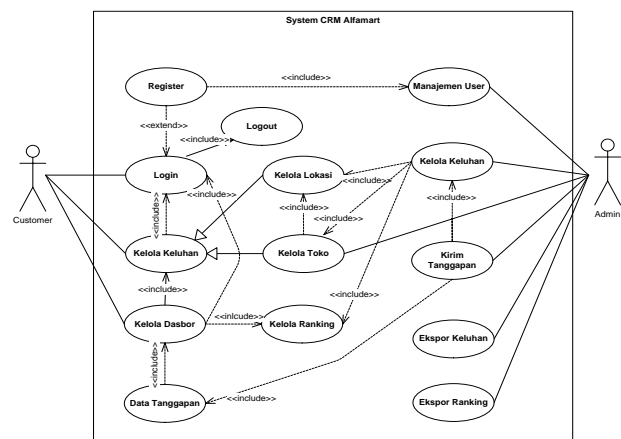 System CRM Alfamart
<<include>>
Register
Manajemen User
<<extend>>
<<include>>
Logout
Login
Kelola Lokasi
Kelola Keluhan
<<include>>
<<include>>
<<include>>
<<include>>
<<include>>
Customer
Admin
Kelola Keluhan
Kelola Toko
Kirim
Tanggapan
<<include>>
<<include>>
Kelola Dasbor
<<inlcude>>
Kelola Ranking
Ekspor Keluhan
<<include>>
Data Tanggapan
<<include>>
Ekspor Ranking